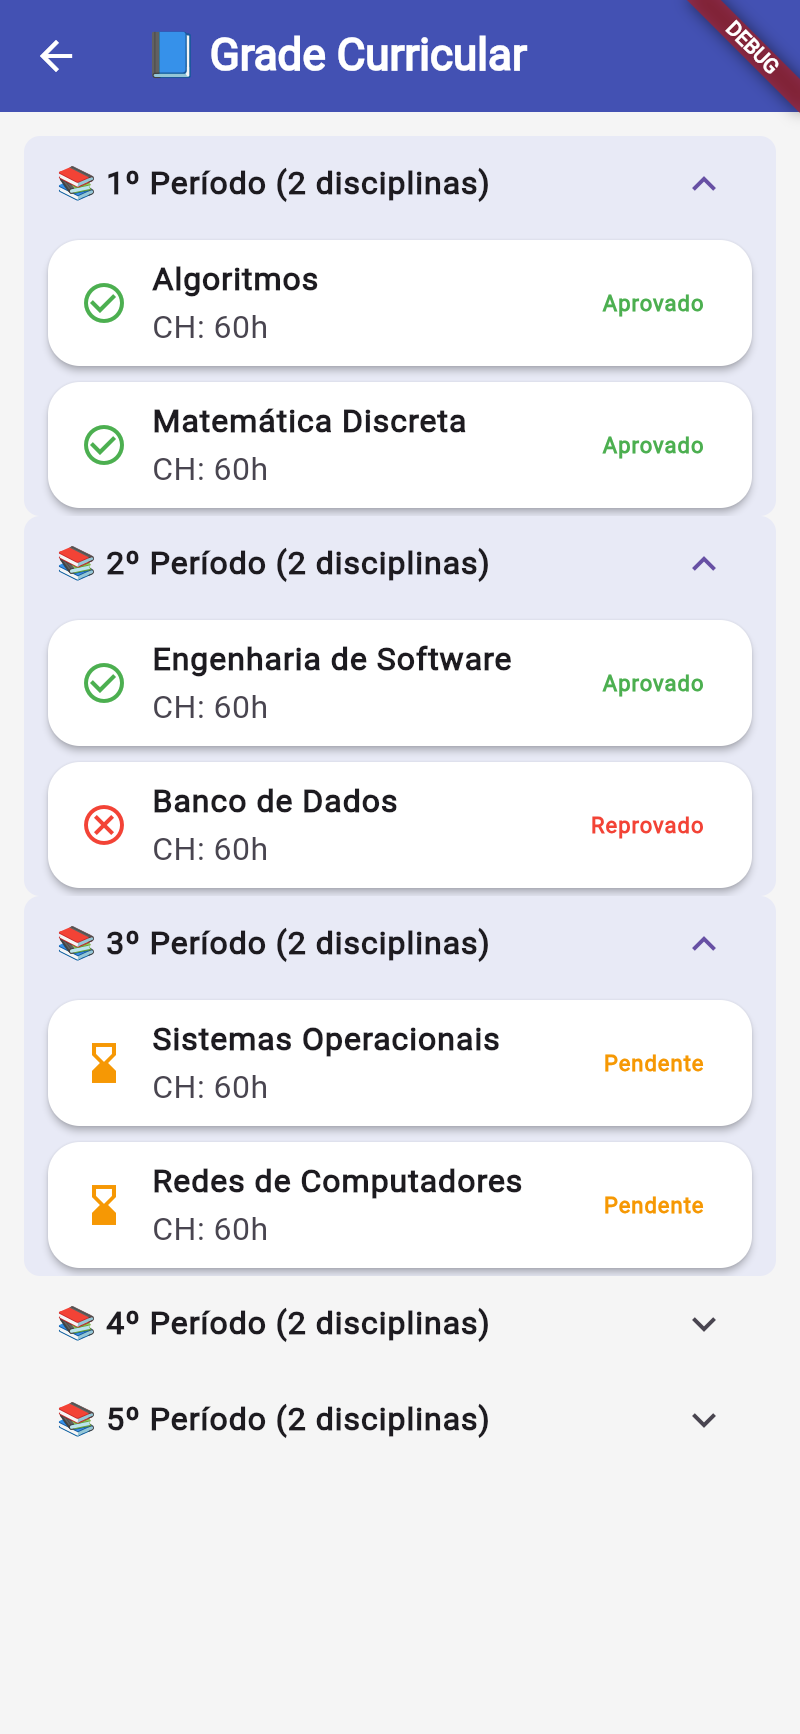 Grade Curricular
DEBUG
1º Período (2 disciplinas)
Algoritmos
CH: 60h
Aprovado
Matemática Discreta
CH: 60h
Aprovado
2º Período (2 disciplinas)
Engenharia de Software
CH: 60h
Aprovado
Banco de Dados
CH: 60h
Reprovado
3º Período (2 disciplinas)
Sistemas Operacionais
CH: 60h
Pendente
Redes de Computadores
CH: 60h
Pendente
4º Período (2 disciplinas)
5º Período (2 disciplinas)